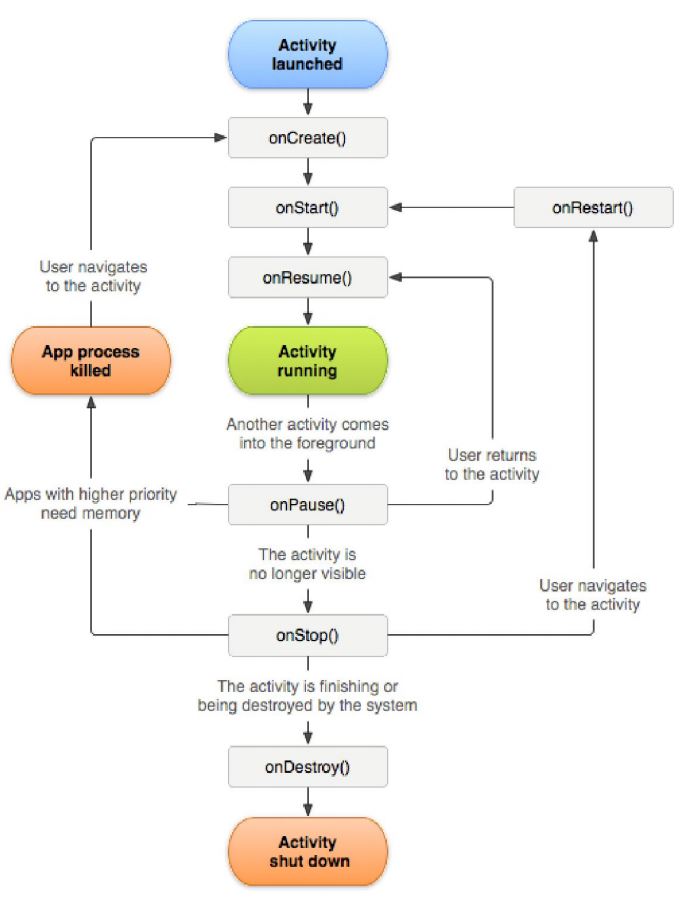 Activity
launched
onCreate()
onStart()
onRestart()
onResume()
User navigates
to the activity
App process
killed
Activity
running
Another activity comes
into the foreground
User returns
to the activity
Apps with higher priority
need memory
onPause()
The activity is
no longer visible
User navigates
to the activity
onStop()
The activity is finishing or
being destroyed by the system
onDestroy()
Activity
shut down